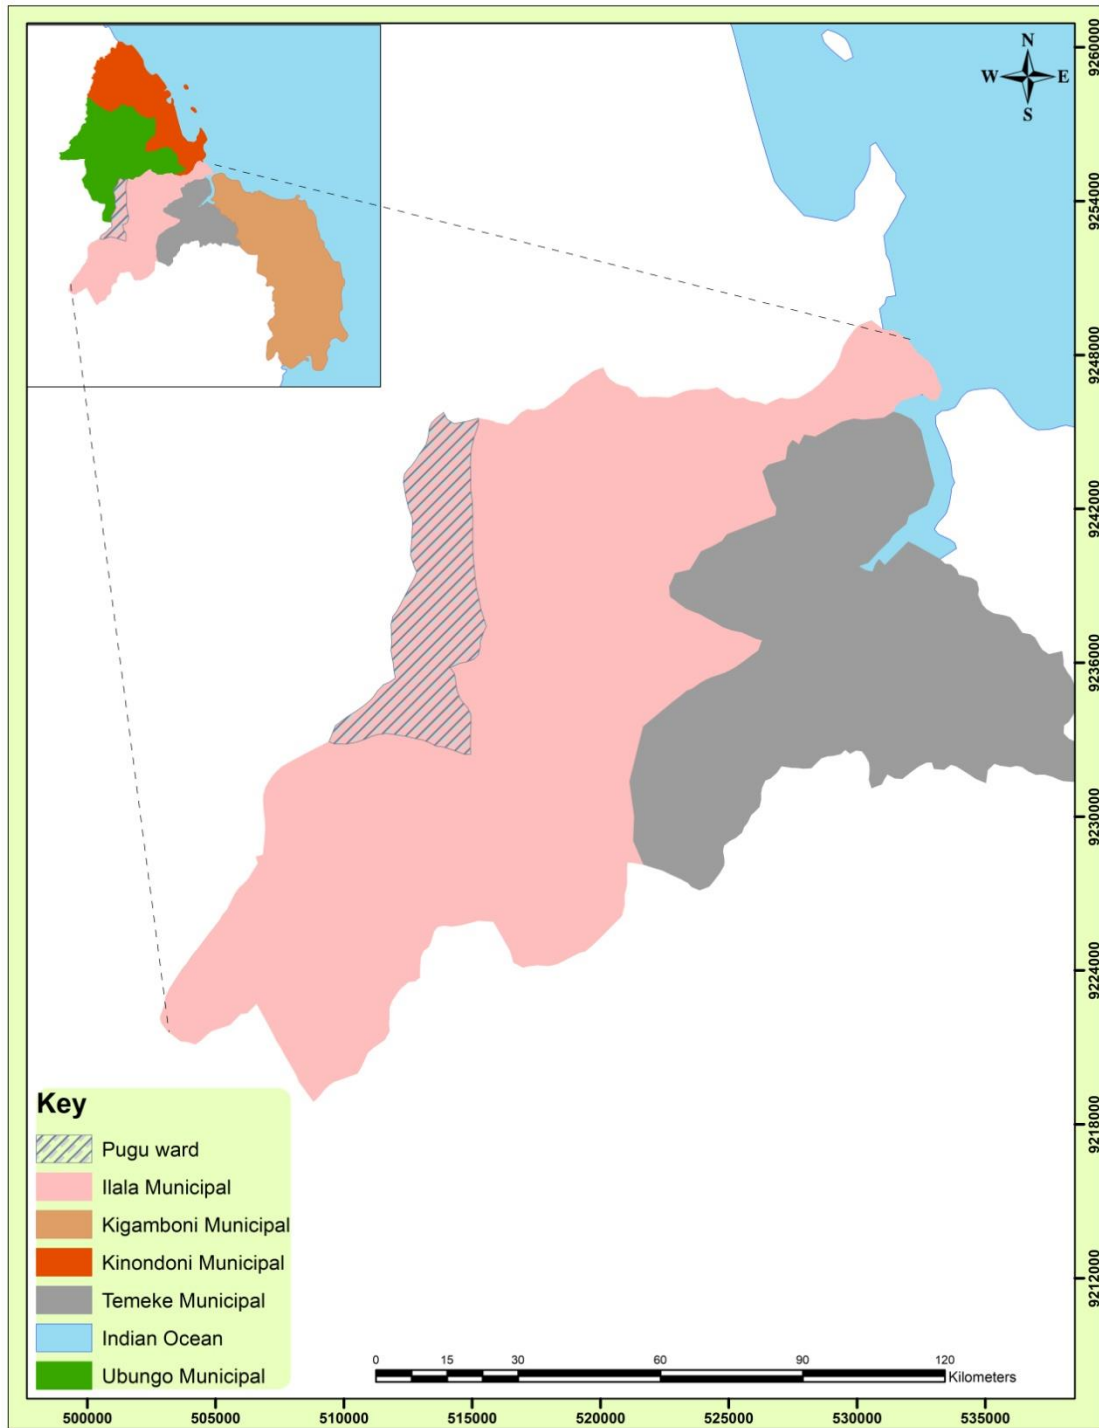 N
W E
S
9260000
9254000
9248000
9242000
9236000
9230000
9224000
9218000
9212000
Key
Pugu ward
Ilala Municipal
Kigamboni Municipal
Kinondoni Municipal
Temeke Municipal
Indian Ocean
Ubungo Municipal
0 15 30 60 90 120
Kilometers
500000 505000 510000 515000 520000 525000 530000 535000